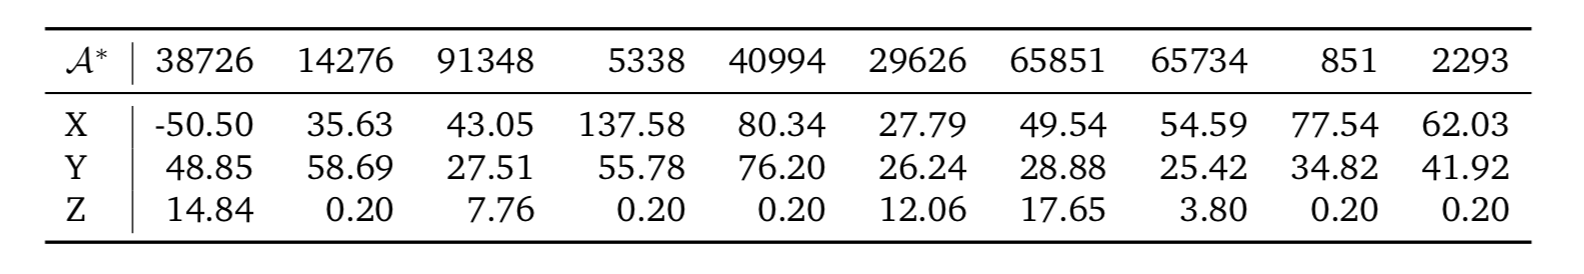 𝒜* 38726 14276 91348 5338 40994 29626 65851 65734 851 2293
X -50.50 35.63 43.05 137.58 80.34 27.79 49.54 54.59 77.54 62.03
Y 48.85 58.69 27.51 55.78 76.20 26.24 28.88 25.42 34.82 41.92
Z 14.84 0.20 7.76 0.20 0.20 12.06 17.65 3.80 0.20 0.20